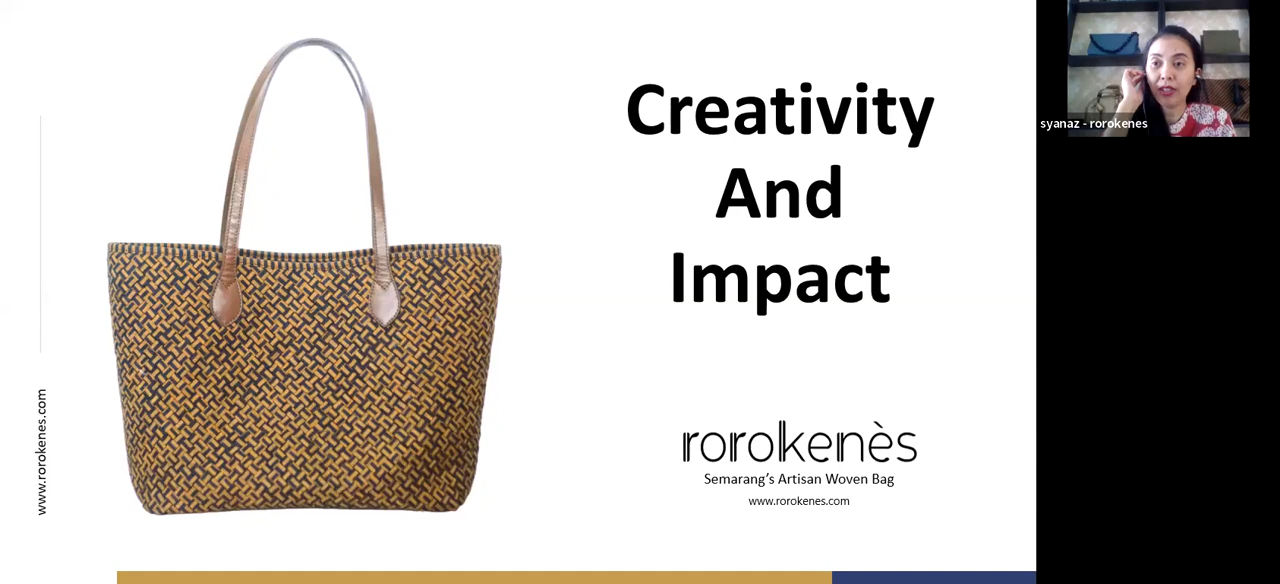 Creativity
And
Impact
rorokenès
Semarang's Artisan Woven Bag
www.rorokenes.com
www.rorokenes.com
syanaz - rorokenes